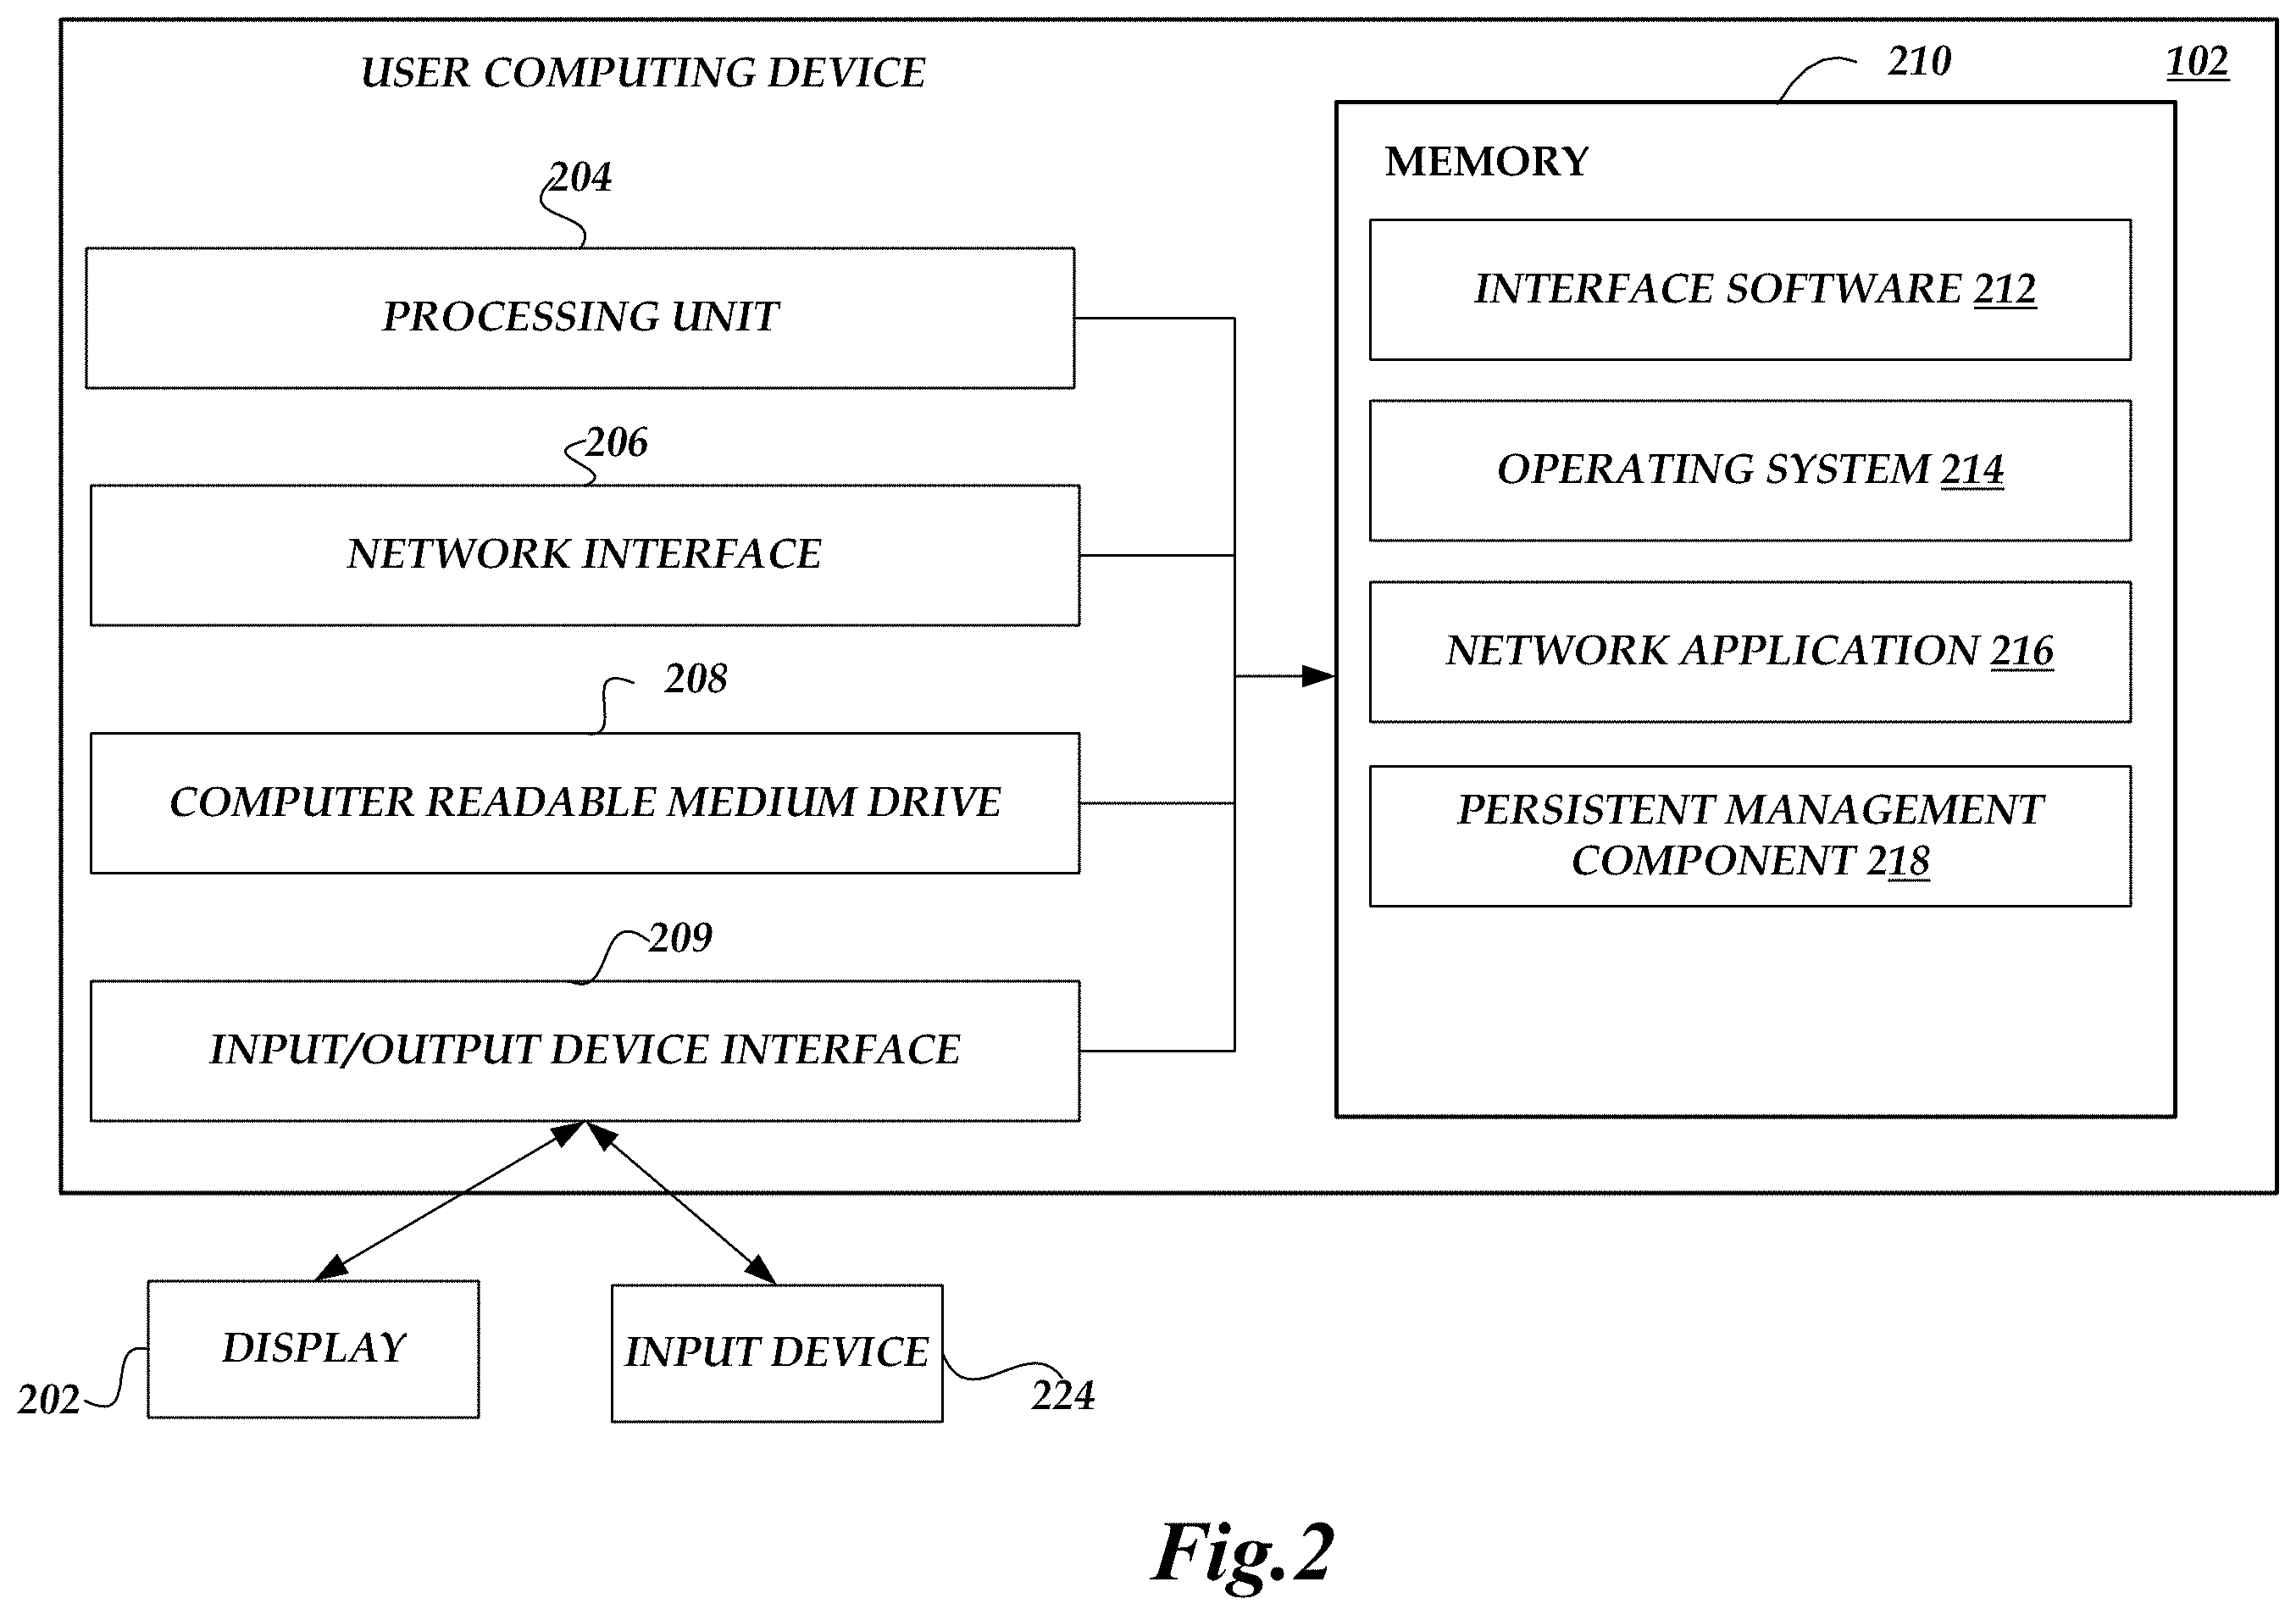 USER COMPUTING DEVICE
210
102
MEMORY
204
PROCESSING UNIT
INTERFACE SOFTWARE 212
206
NETWORK INTERFACE
OPERATING SYSTEM 214
208
COMPUTER READABLE MEDIUM DRIVE
NETWORK APPLICATION 216
PERSISTENT MANAGEMENT
COMPONENT 218
209
INPUT/OUTPUT DEVICE INTERFACE
DISPLAY
202
INPUT DEVICE
224
Fig.2